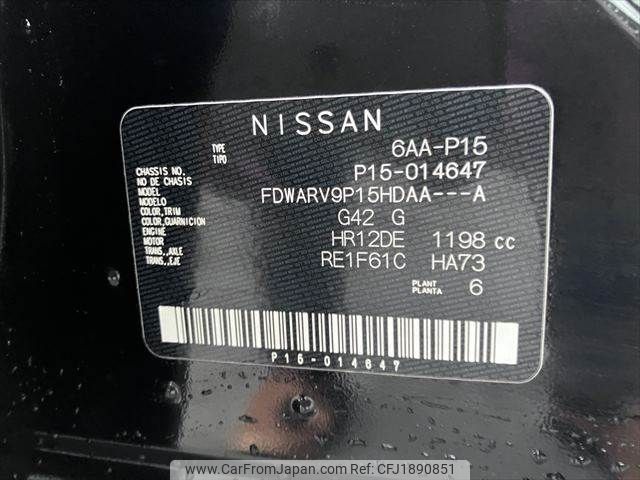 NISSAN
TYPE
TIPO
6AA-P15
CHASSIS NO.
NO DE CHASIS
P15-014647
MODEL
MODELO
FDWARV9P15HDAA---A
COLOR,TRIM
COLOR,GUARNICION
G42 G
ENGINE
MOTOR
HR12DE 1198 cc
TRANS.,AXLE
TRANS.,EJE
RE1F61C HA73
PLANT
PLANTA
6
P15-014647
www.CarFromJapan.com | Ref No: CFJ1890851